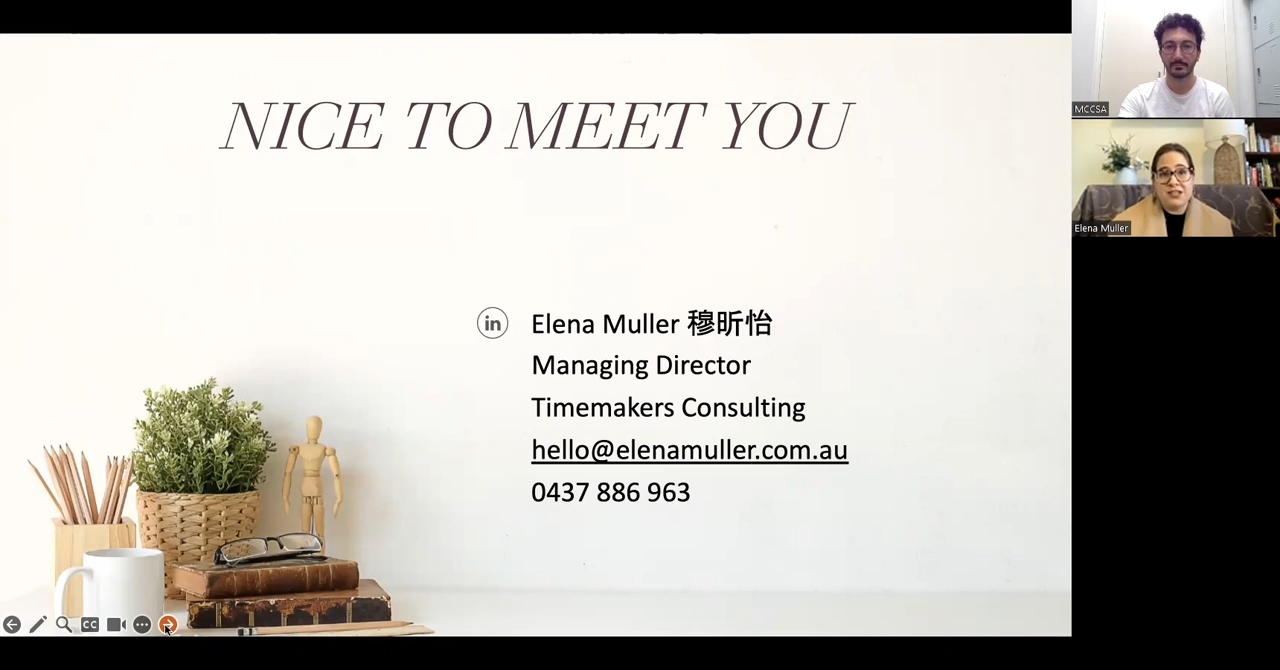 NICE TO MEET YOU
in Elena Muller 穆昕怡
Managing Director
Timemakers Consulting
hello@elenamuller.com.au
0437 886 963
CC
MCCSA
Elena Muller